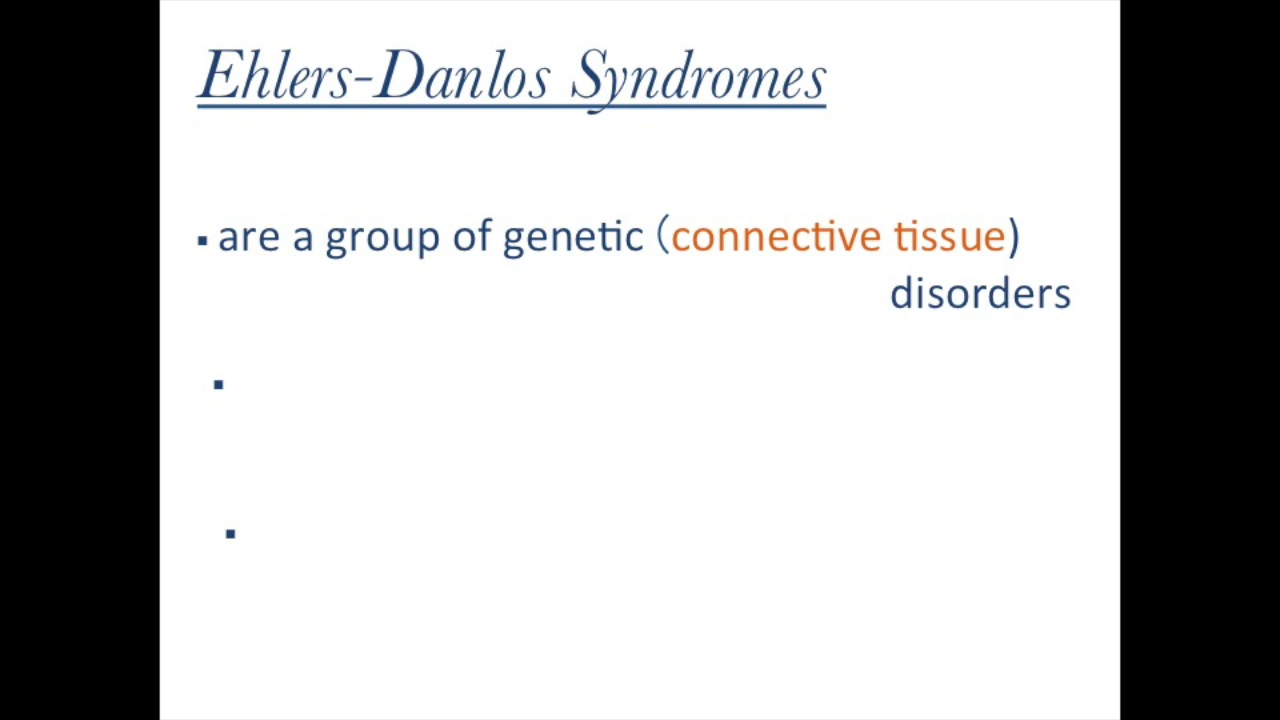 Ehlers-Danlos Syndromes
▪ are a group of genetic (connective tissue)
disorders
▪
▪